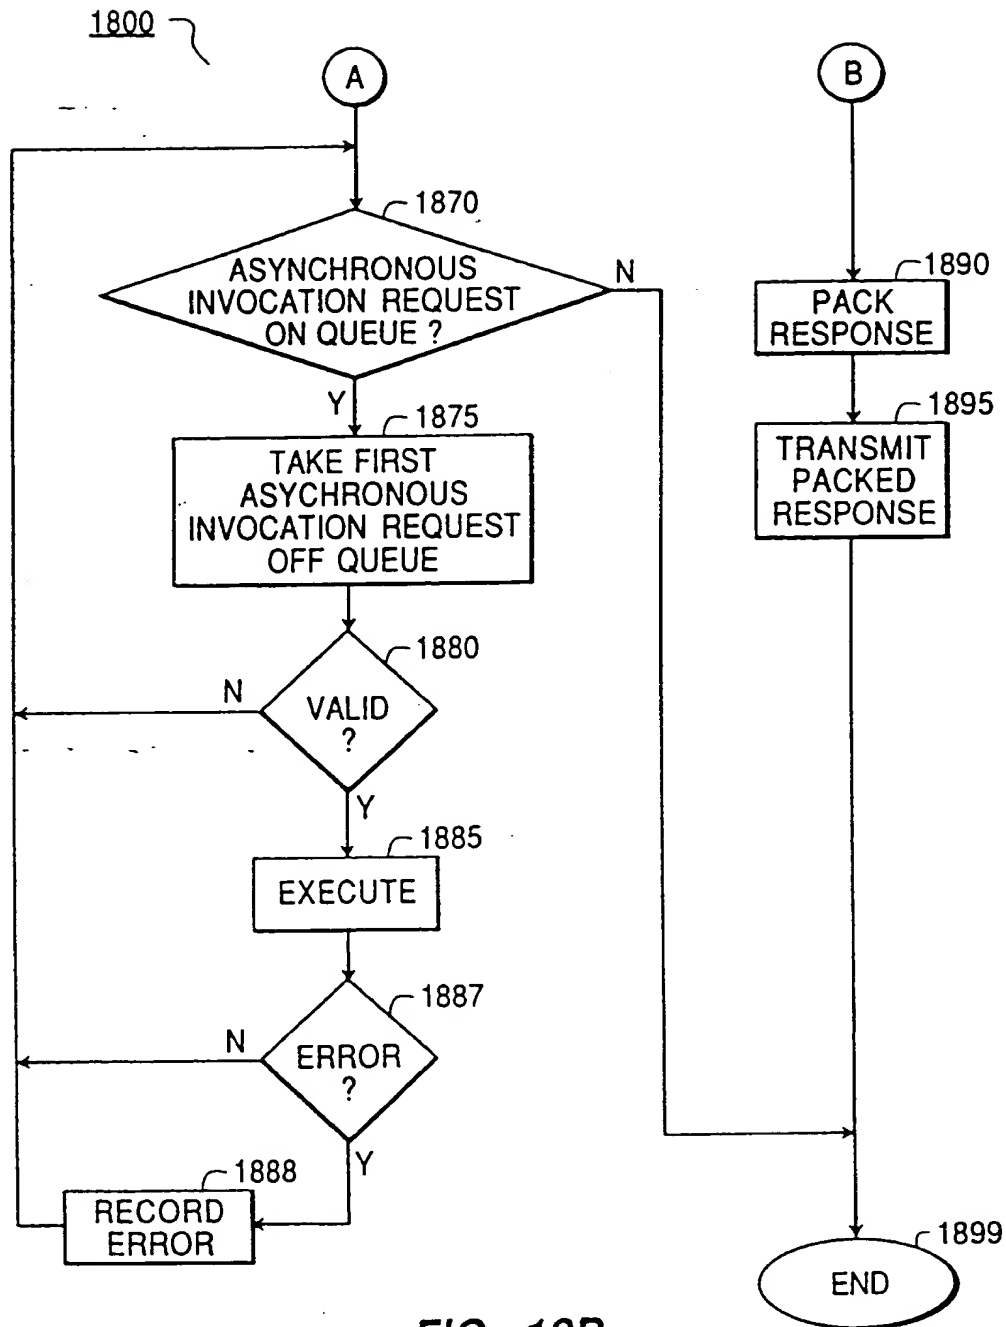 1800
A
B
1870
ASYNCHRONOUS
INVOCATION REQUEST
ON QUEUE ?
N
Y
1875
TAKE FIRST
ASYCHRONOUS
INVOCATION REQUEST
OFF QUEUE
1880
VALID
?
N
Y
1885
EXECUTE
1887
ERROR
?
N
Y
1888
RECORD
ERROR
1890
PACK
RESPONSE
1895
TRANSMIT
PACKED
RESPONSE
1899
END